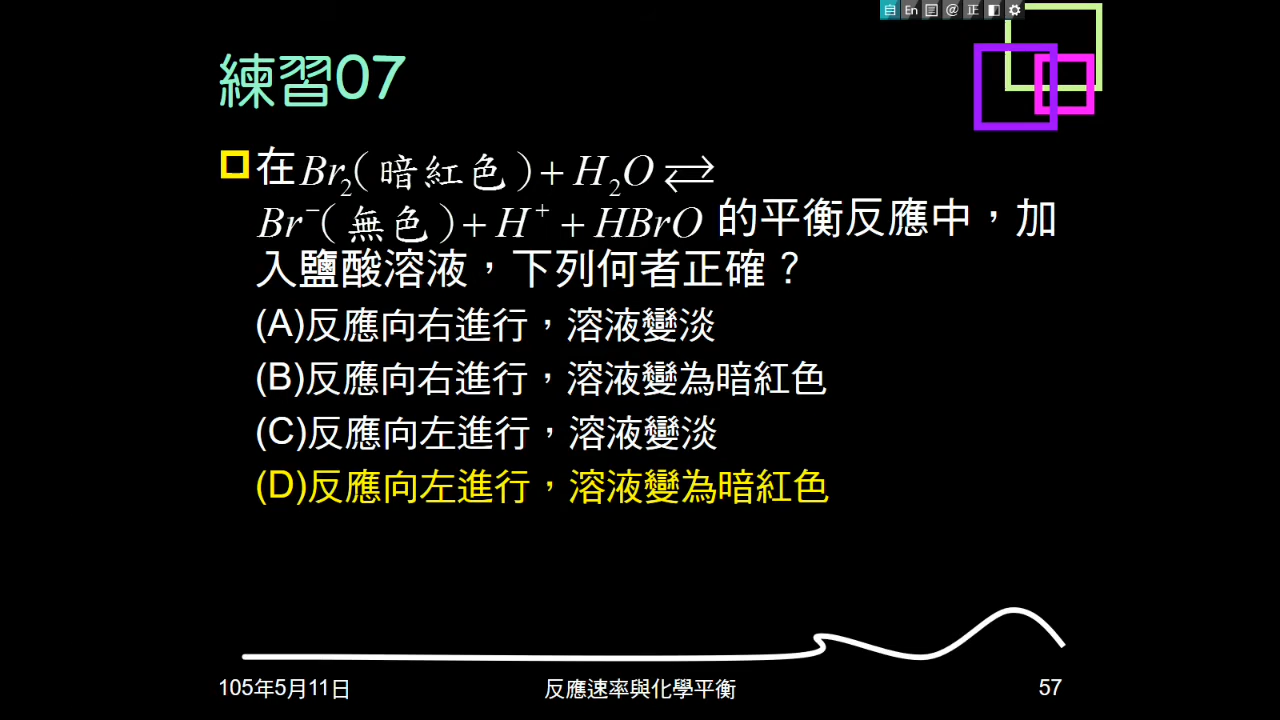 自 En @ 正
練習07
在Br₂(暗紅色)+H₂O⇄
Br⁻(無色)+H⁺+HBrO 的平衡反應中，加
入鹽酸溶液，下列何者正確？
(A)反應向右進行，溶液變淡
(B)反應向右進行，溶液變為暗紅色
(C)反應向左進行，溶液變淡
(D)反應向左進行，溶液變為暗紅色
105年5月11日 反應速率與化學平衡 57